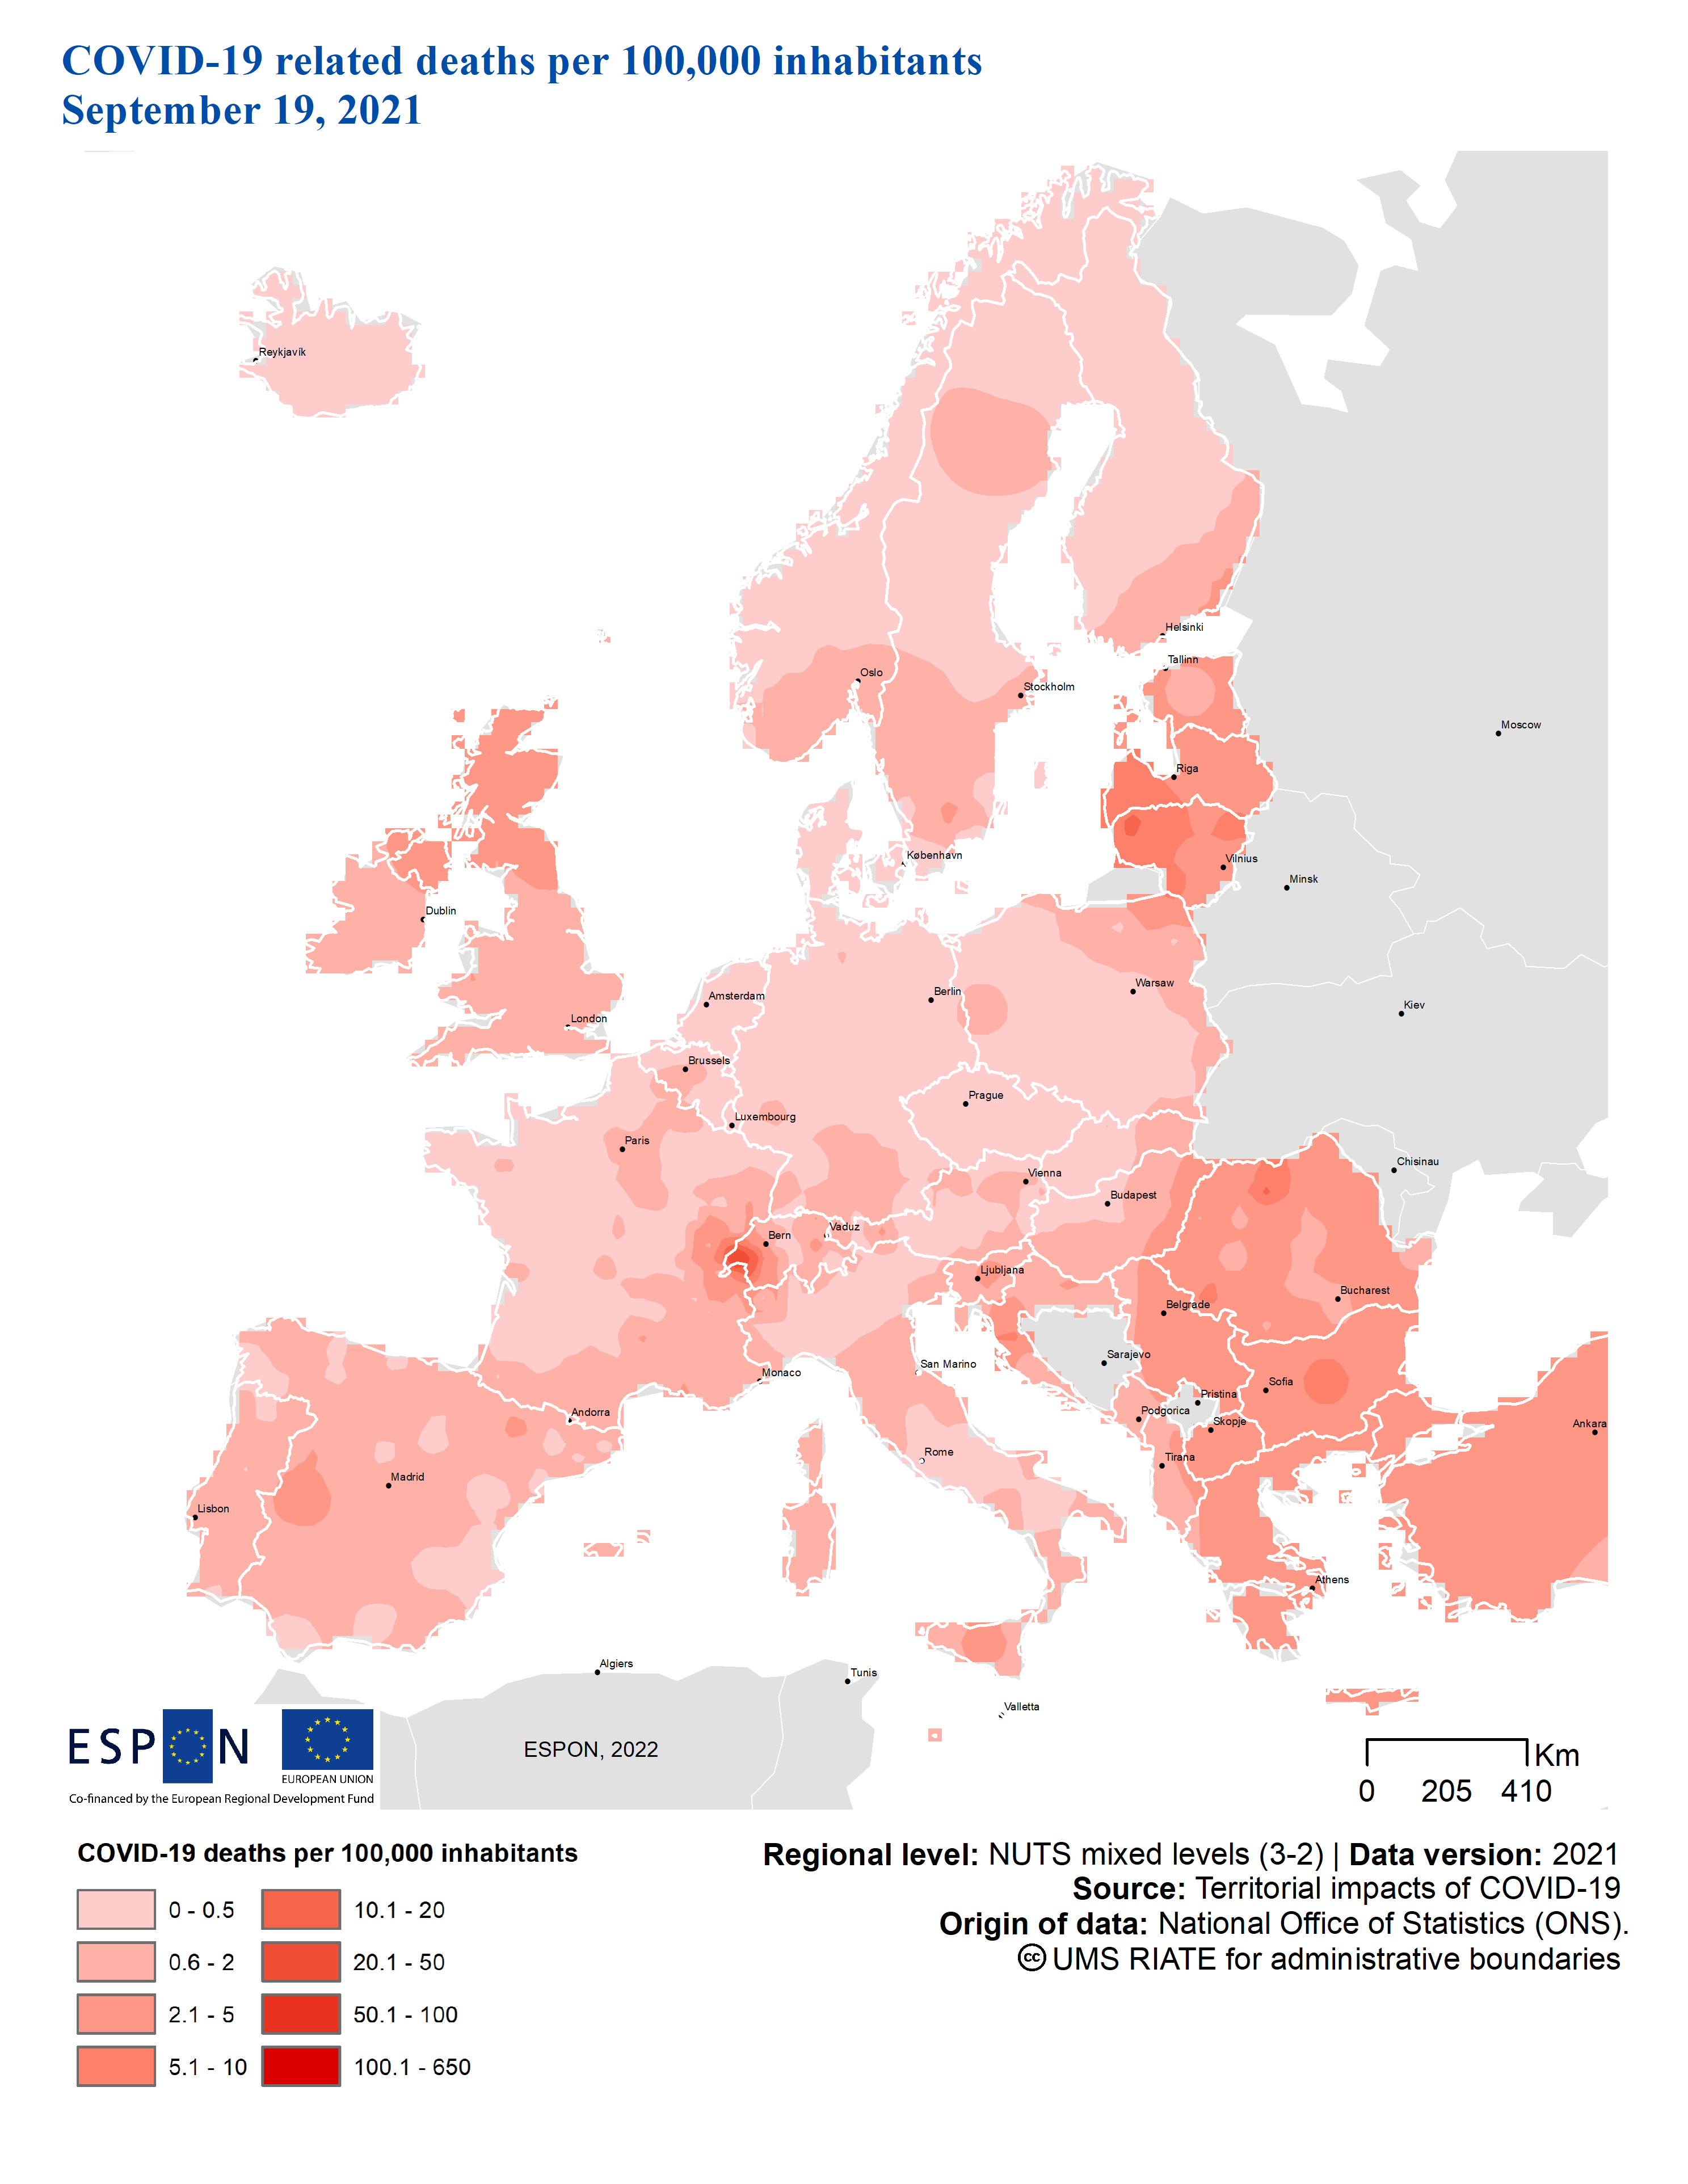 COVID-19 related deaths per 100,000 inhabitants
September 19, 2021
Reykjavík
Helsinki
Tallinn
Oslo
Stockholm
Moscow
Riga
København
Vilnius
Minsk
Dublin
Warsaw
Berlin
Amsterdam
Kiev
London
Brussels
Prague
Luxembourg
Paris
Chisinau
Vienna
Budapest
Vaduz
Bern
Ljubljana
Bucharest
Belgrade
Sarajevo
San Marino
Monaco
Sofia
Pristina
Podgorica
Andorra
Skopje
Ankara
Rome
Tirana
Madrid
Lisbon
Athens
Algiers
Tunis
Valletta
ESPON
EUROPEAN UNION
Co-financed by the European Regional Development Fund
ESPON, 2022
Km
0 205 410
COVID-19 deaths per 100,000 inhabitants
0 - 0.5
0.6 - 2
2.1 - 5
5.1 - 10
10.1 - 20
20.1 - 50
50.1 - 100
100.1 - 650
Regional level: NUTS mixed levels (3-2) | Data version: 2021
Source: Territorial impacts of COVID-19
Origin of data: National Office of Statistics (ONS).
cc UMS RIATE for administrative boundaries